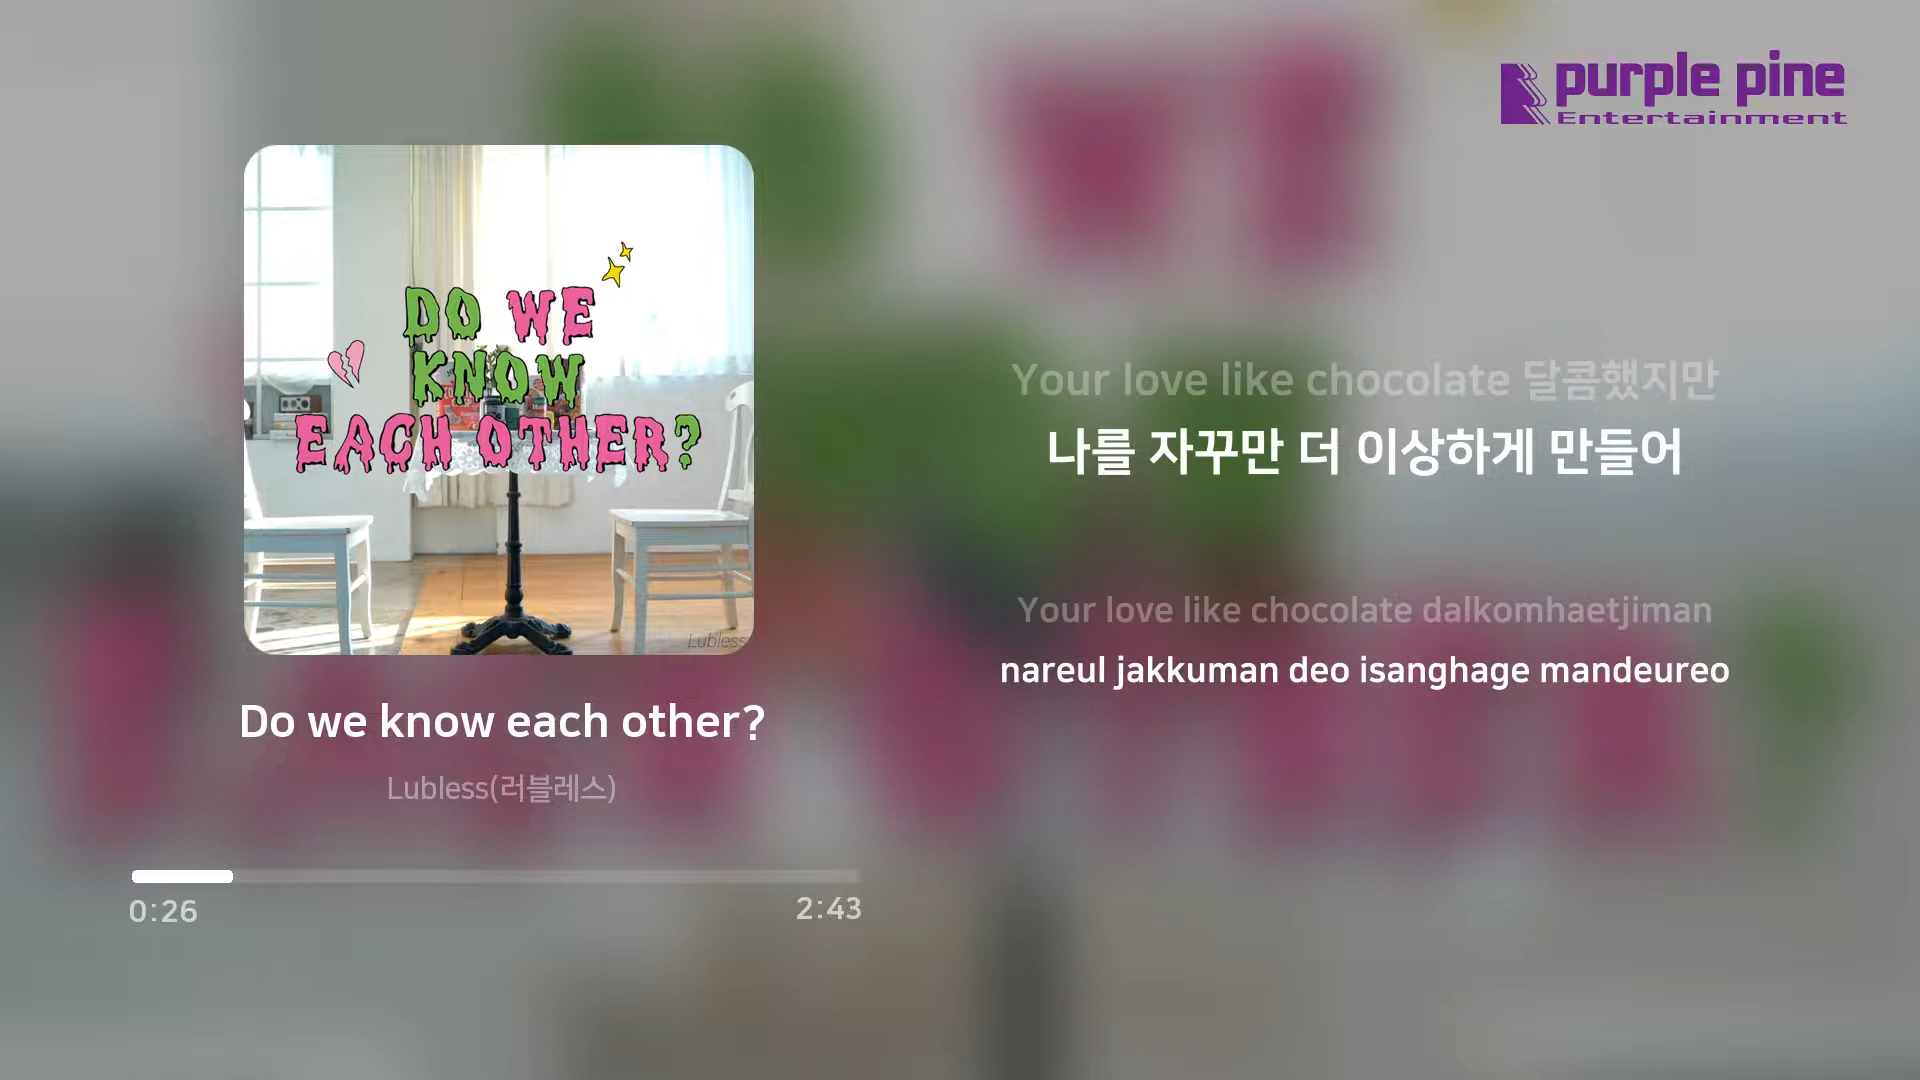 purple pine
Entertainment
DO WE
KNOW
EACH OTHER?
Lubless
Do we know each other?
Lubless(러블레스)
0:26
2:43
Your love like chocolate 달콤했지만
나를 자꾸만 더 이상하게 만들어
Your love like chocolate dalkomhaetjiman
nareul jakkuman deo isanghage mandeureo